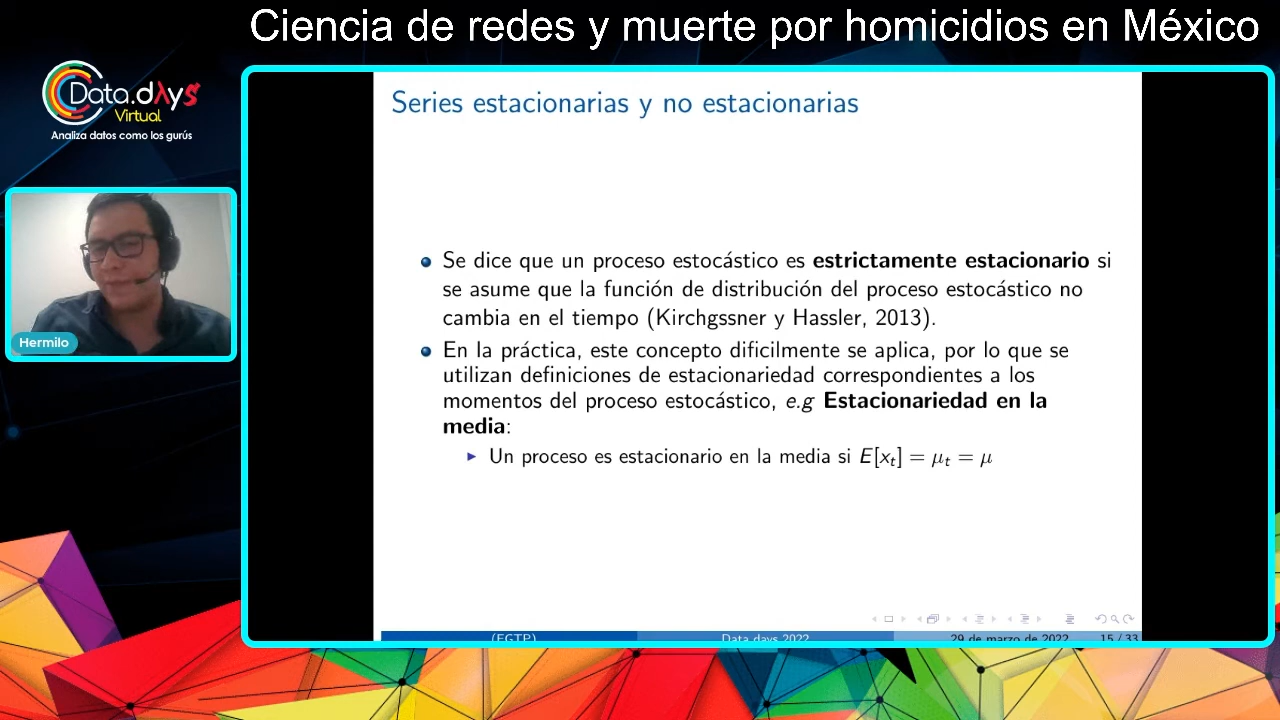 Ciencia de redes y muerte por homicidios en México
Data.dAys
Virtual
Analiza datos como los gurús
Hermilo
Series estacionarias y no estacionarias
Se dice que un proceso estocástico es estrictamente estacionario si
se asume que la función de distribución del proceso estocástico no
cambia en el tiempo (Kirchgssner y Hassler, 2013).
En la práctica, este concepto dificilmente se aplica, por lo que se
utilizan definiciones de estacionariedad correspondientes a los
momentos del proceso estocástico, e.g Estacionariedad en la
media:
Un proceso es estacionario en la media si E[x_t] = μ_t = μ
(EGTP) Data days 2022 29 de marzo de 2022 15 / 33